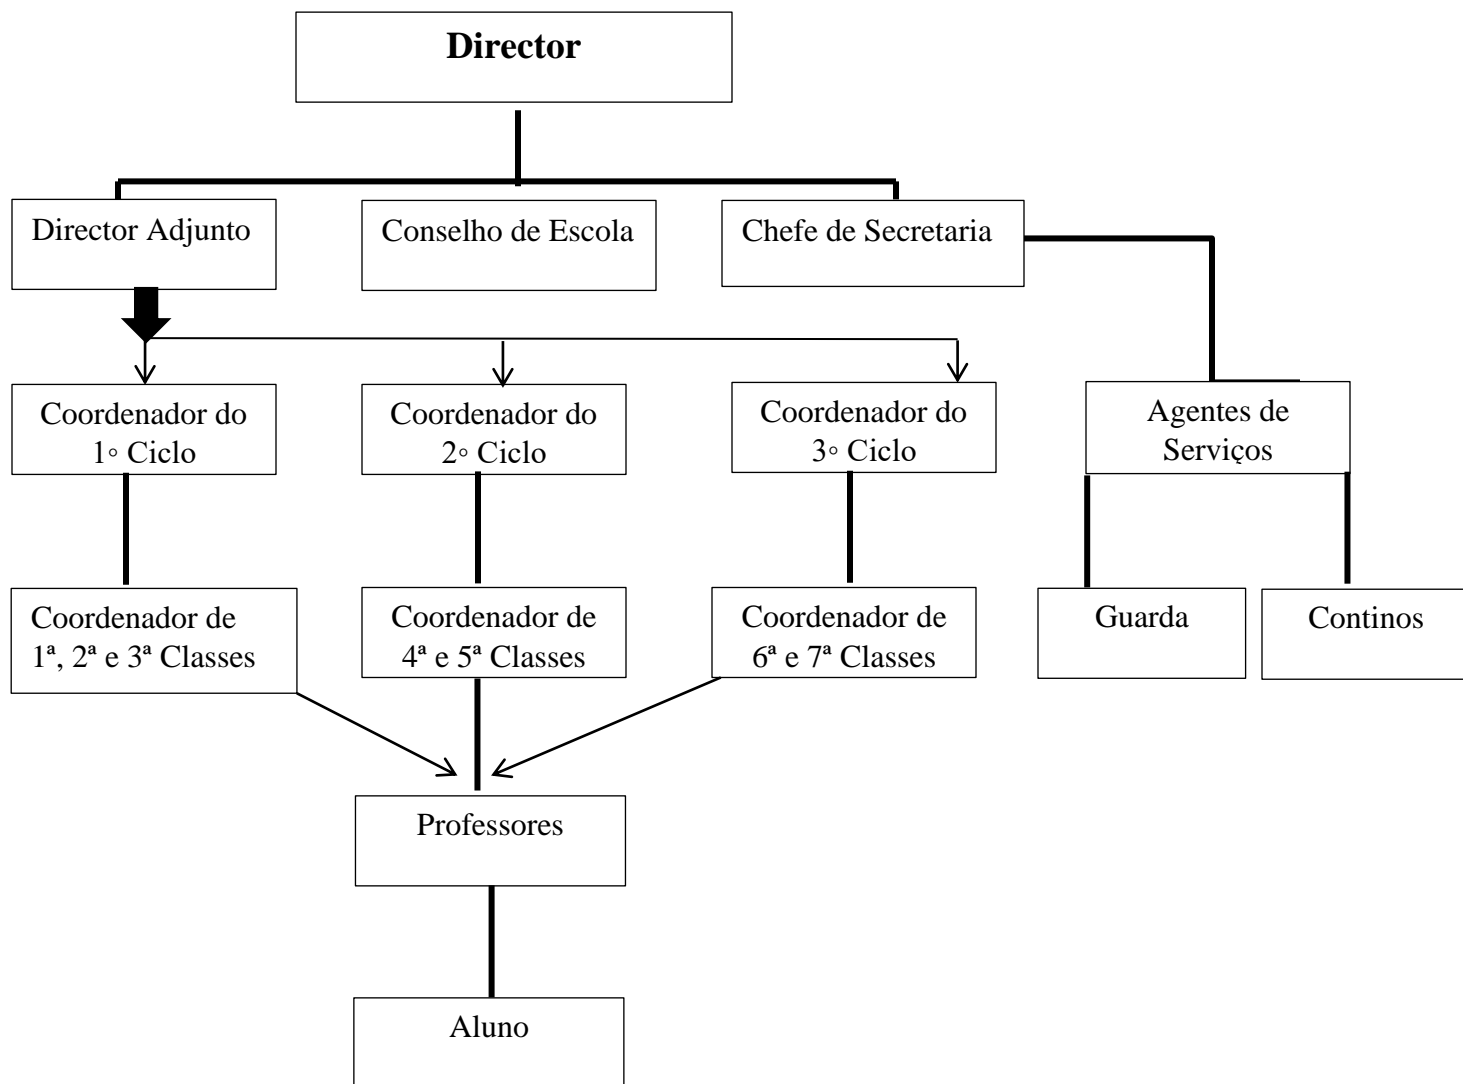 Director
Director Adjunto
Conselho de Escola
Chefe de Secretaria
Coordenador do
1◦ Ciclo
Coordenador do
2◦ Ciclo
Coordenador do
3◦ Ciclo
Agentes de
Serviços
Coordenador de
1ª, 2ª e 3ª Classes
Coordenador de
4ª e 5ª Classes
Coordenador de
6ª e 7ª Classes
Guarda
Continos
Professores
Aluno